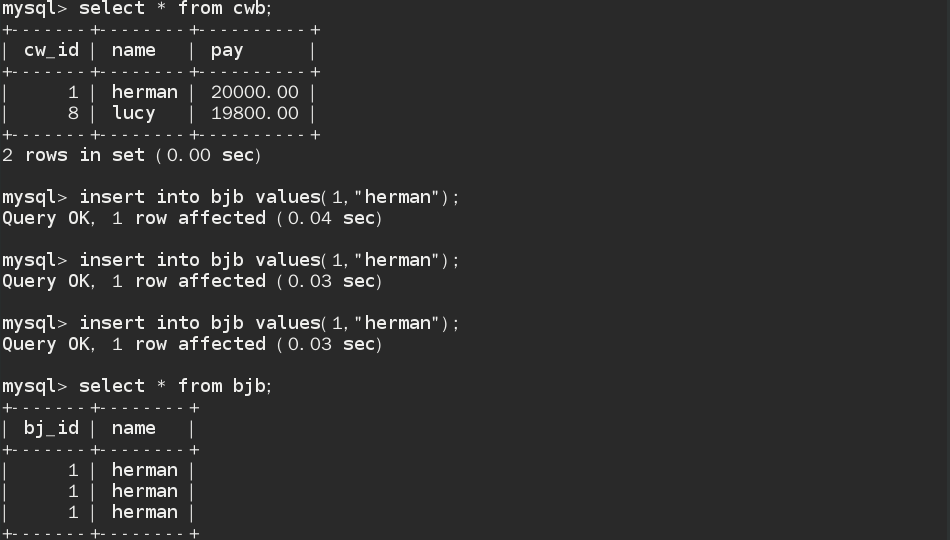 mysql> select * from cwb;
+-------+--------+----------+
| cw_id | name   | pay      |
+-------+--------+----------+
|     1 | herman | 20000.00 |
|     8 | lucy   | 19800.00 |
+-------+--------+----------+
2 rows in set (0.00 sec)
mysql> insert into bjb values(1,"herman");
Query OK, 1 row affected (0.04 sec)
mysql> insert into bjb values(1,"herman");
Query OK, 1 row affected (0.03 sec)
mysql> insert into bjb values(1,"herman");
Query OK, 1 row affected (0.03 sec)
mysql> select * from bjb;
+-------+--------+
| bj_id | name   |
+-------+--------+
|     1 | herman |
|     1 | herman |
|     1 | herman |
+-------+--------+